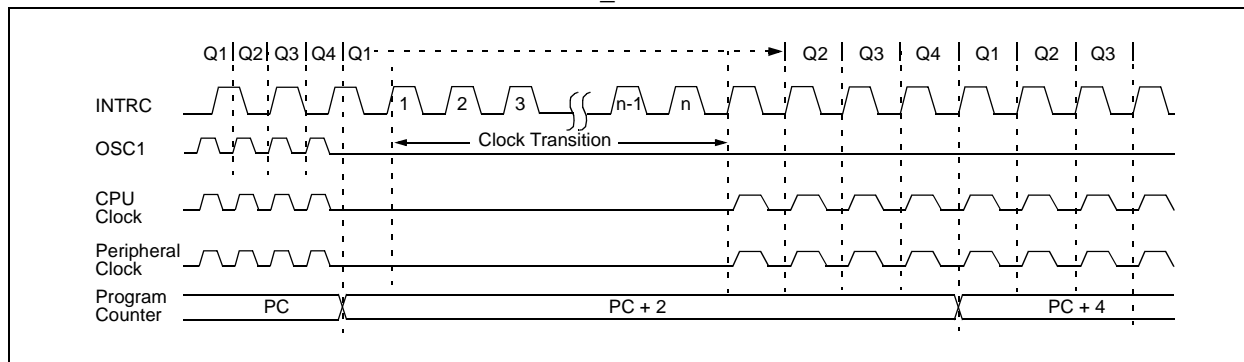 Q1 Q2 Q3 Q4 Q1 Q2 Q3 Q4 Q1 Q2 Q3
INTRC
1 2 3 n-1 n
Clock Transition
OSC1
CPU
Clock
Peripheral
Clock
Program
Counter
PC PC + 2 PC + 4